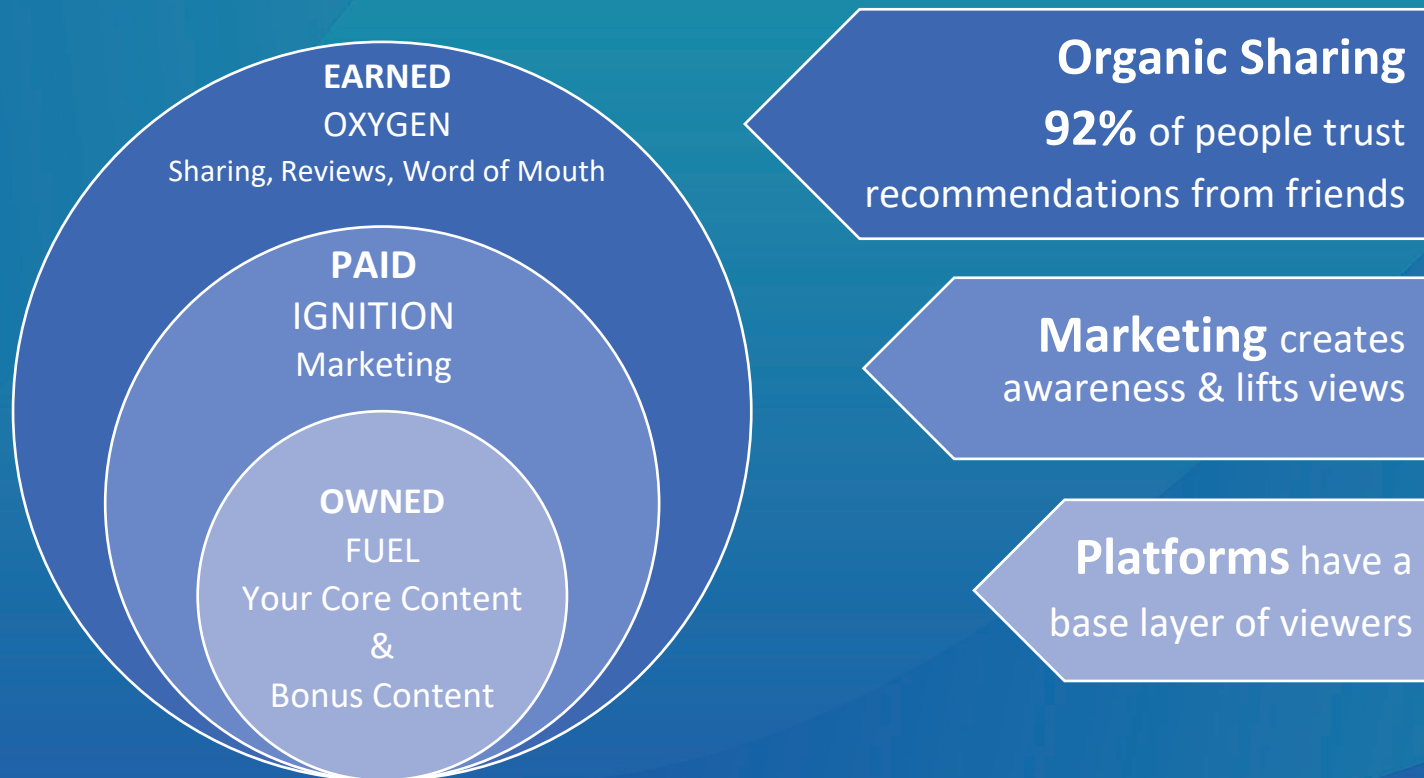 EARNED
OXYGEN
Sharing, Reviews, Word of Mouth
PAID
IGNITION
Marketing
OWNED
FUEL
Your Core Content
&
Bonus Content
Organic Sharing
92% of people trust
recommendations from friends
Marketing creates
awareness & lifts views
Platforms have a
base layer of viewers